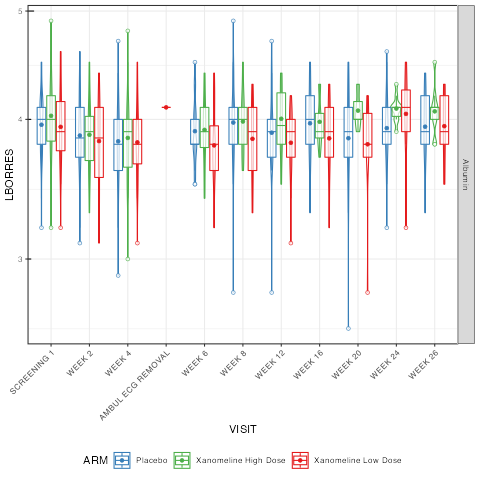 5
4
3
LBORRES
Albumin
SCREENING 1
WEEK 2
WEEK 4
AMBUL ECG REMOVAL
WEEK 6
WEEK 8
WEEK 12
WEEK 16
WEEK 20
WEEK 24
WEEK 26
VISIT
ARM Placebo Xanomeline High Dose Xanomeline Low Dose